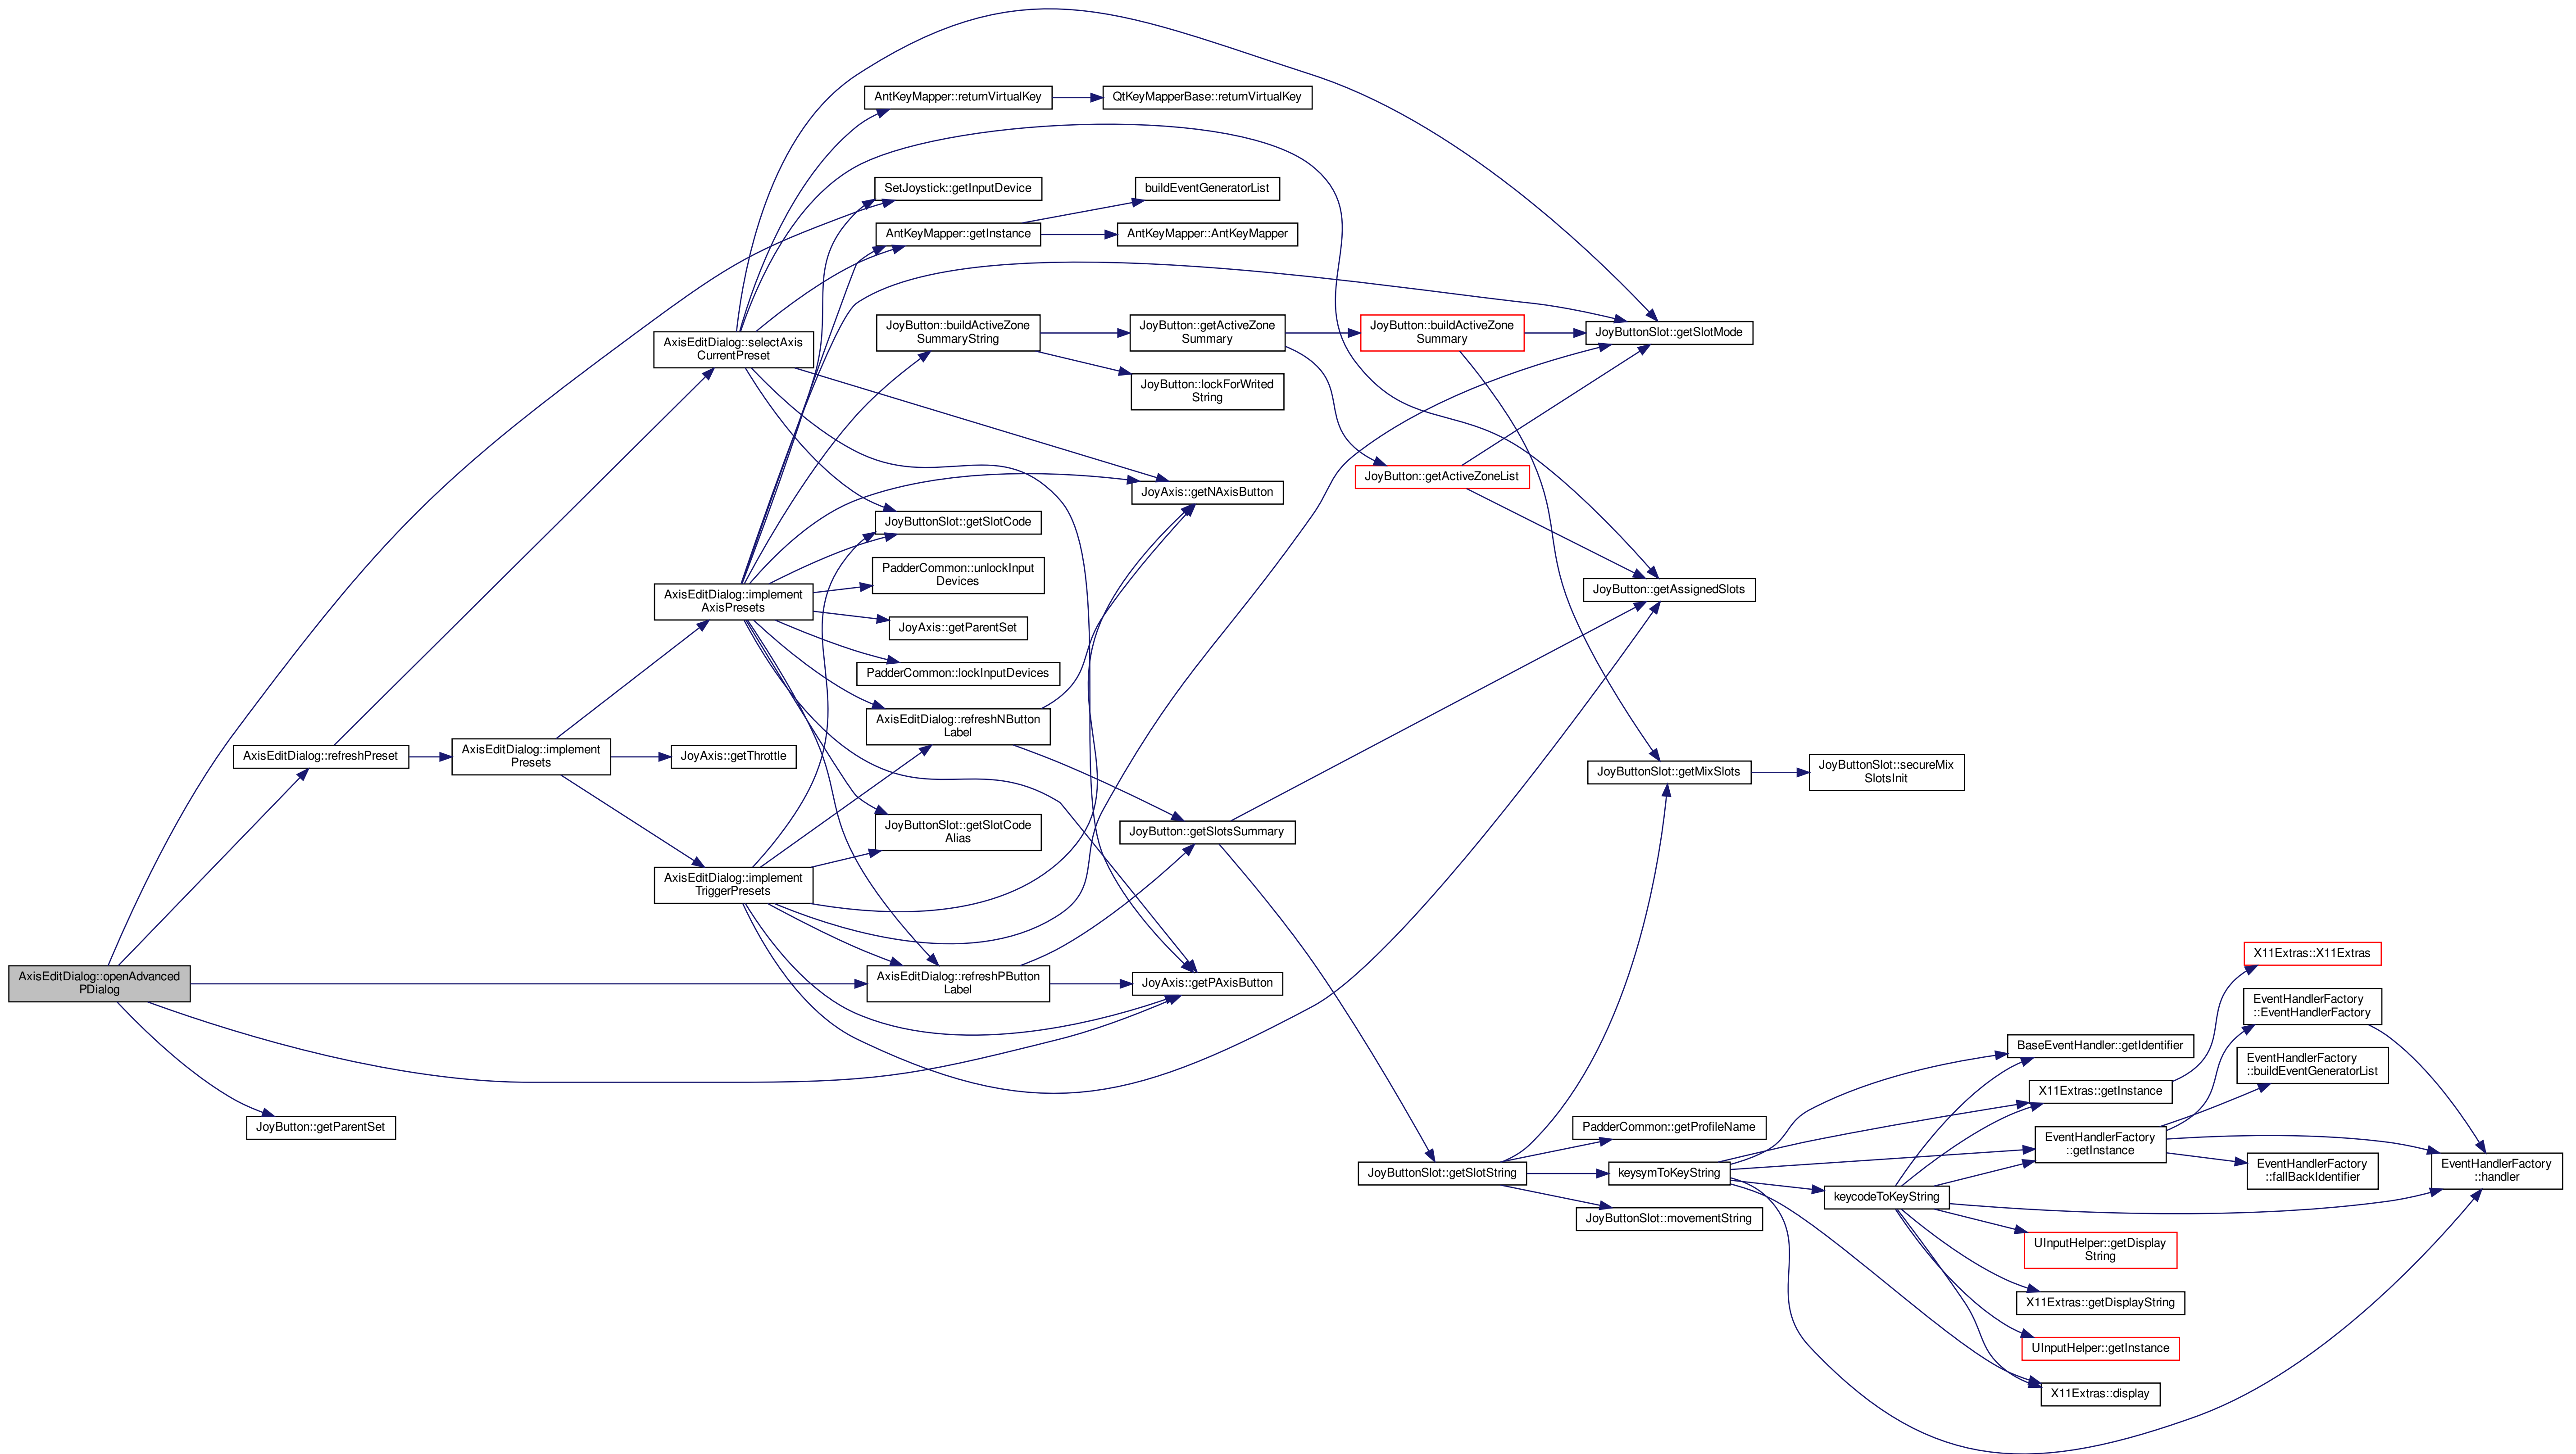 AntKeyMapper::returnVirtualKey
QtKeyMapperBase::returnVirtualKey
SetJoystick::getInputDevice
buildEventGeneratorList
AntKeyMapper::getInstance
AntKeyMapper::AntKeyMapper
AxisEditDialog::selectAxis
CurrentPreset
JoyButton::buildActiveZone
SummaryString
JoyButton::getActiveZone
Summary
JoyButton::buildActiveZone
Summary
JoyButtonSlot::getSlotMode
JoyButton::lockForWrited
String
JoyButton::getActiveZoneList
JoyAxis::getNAxisButton
JoyButtonSlot::getSlotCode
PadderCommon::unlockInput
Devices
AxisEditDialog::implement
AxisPresets
JoyButton::getAssignedSlots
JoyAxis::getParentSet
PadderCommon::lockInputDevices
AxisEditDialog::refreshNButton
Label
AxisEditDialog::refreshPreset
AxisEditDialog::implement
Presets
JoyAxis::getThrottle
JoyButtonSlot::getMixSlots
JoyButtonSlot::secureMix
SlotsInit
JoyButtonSlot::getSlotCode
Alias
JoyButton::getSlotsSummary
AxisEditDialog::implement
TriggerPresets
X11Extras::X11Extras
AxisEditDialog::openAdvanced
PDialog
AxisEditDialog::refreshPButton
Label
JoyAxis::getPAxisButton
EventHandlerFactory
::EventHandlerFactory
BaseEventHandler::getIdentifier
EventHandlerFactory
::buildEventGeneratorList
X11Extras::getInstance
JoyButton::getParentSet
PadderCommon::getProfileName
EventHandlerFactory
::getInstance
JoyButtonSlot::getSlotString
keysymToKeyString
EventHandlerFactory
::fallBackIdentifier
EventHandlerFactory
::handler
keycodeToKeyString
JoyButtonSlot::movementString
UInputHelper::getDisplay
String
X11Extras::getDisplayString
UInputHelper::getInstance
X11Extras::display